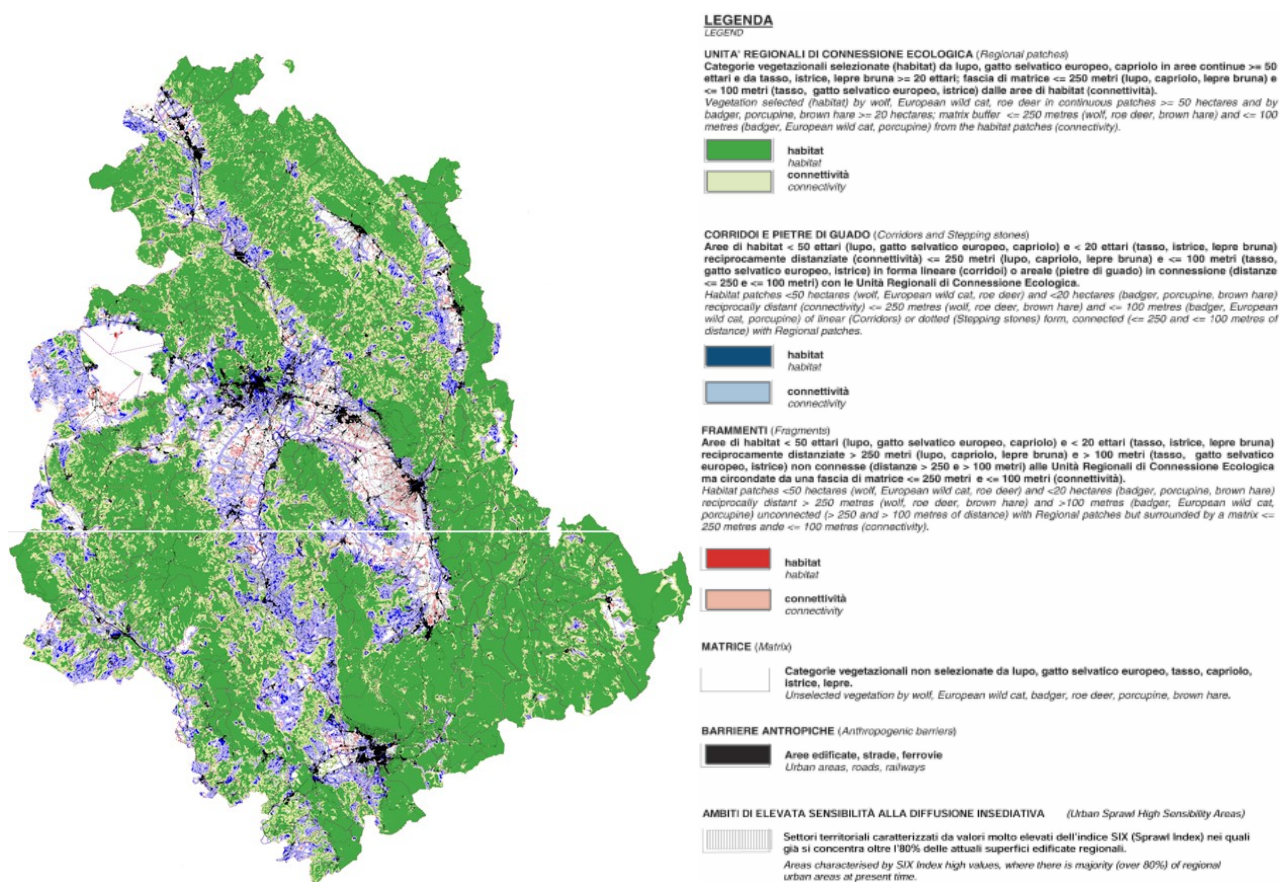 LEGENDA
LEGEND
UNITA' REGIONALI DI CONNESSIONE ECOLOGICA (Regional patches)
Categorie vegetazionali selezionate (habitat) da lupo, gatto selvatico europeo, capriolo in aree continue >= 50
ettari e da tasso, istrice, lepre bruna >= 20 ettari; fascia di matrice <= 250 metri (lupo, capriolo, lepre bruna) e
<= 100 metri (tasso, gatto selvatico europeo, istrice) dalle aree di habitat (connettività).
Vegetation selected (habitat) by wolf, European wild cat, roe deer in continuous patches >= 50 hectares and by
badger, porcupine, brown hare >= 20 hectares; matrix buffer <= 250 metres (wolf, roe deer, brown hare) and <= 100
metres (badger, European wild cat, porcupine) from the habitat patches (connectivity).
habitat
habitat
connettività
connectivity
CORRIDOI E PIETRE DI GUADO (Corridors and Stepping stones)
Aree di habitat < 50 ettari (lupo, gatto selvatico europeo, capriolo) e < 20 ettari (tasso, istrice, lepre bruna)
reciprocamente distanziate (connettività) <= 250 metri (lupo, capriolo, lepre bruna) e <= 100 metri (tasso,
gatto selvatico europeo, istrice) in forma lineare (corridoi) o areale (pietre di guado) in connessione (distanze
<= 250 e <= 100 metri) con le Unità Regionali di Connessione Ecologica.
Habitat patches <50 hectares (wolf, European wild cat, roe deer) and <20 hectares (badger, porcupine, brown hare)
reciprocally distant (connectivity) <= 250 metres (wolf, roe deer, brown hare) and <= 100 metres (badger, European
wild cat, porcupine) of linear (Corridors) or dotted (Stepping stones) form, connected (<= 250 and <= 100 metres of
distance) with Regional patches.
habitat
habitat
connettività
connectivity
FRAMMENTI (Fragments)
Aree di habitat < 50 ettari (lupo, gatto selvatico europeo, capriolo) e < 20 ettari (tasso, istrice, lepre bruna)
reciprocamente distanziate > 250 metri (lupo, capriolo, lepre bruna) e > 100 metri (tasso, gatto selvatico
europeo, istrice) non connesse (distanze > 250 e > 100 metri) alle Unità Regionali di Connessione Ecologica
ma circondate da una fascia di matrice <= 250 metri e <= 100 metri (connettività).
Habitat patches <50 hectares (wolf, European wild cat, roe deer) and <20 hectares (badger, porcupine, brown hare)
reciprocally distant > 250 metres (wolf, roe deer, brown hare) and >100 metres (badger, European wild cat,
porcupine) unconnected (> 250 and > 100 metres of distance) with Regional patches but surrounded by a matrix <=
250 metres ande <= 100 metres (connectivity).
habitat
habitat
connettività
connectivity
MATRICE (Matrix)
Categorie vegetazionali non selezionate da lupo, gatto selvatico europeo, tasso, capriolo,
istrice, lepre.
Unselected vegetation by wolf, European wild cat, badger, roe deer, porcupine, brown hare.
BARRIERE ANTROPICHE (Anthropogenic barriers)
Aree edificate, strade, ferrovie
Urban areas, roads, railways
AMBITI DI ELEVATA SENSIBILITÀ ALLA DIFFUSIONE INSEDIATIVA (Urban Sprawl High Sensibility Areas)
Settori territoriali caratterizzati da valori molto elevati dell'indice SIX (Sprawl Index) nei quali
già si concentra oltre l'80% delle attuali superfici edificate regionali.
Areas characterised by SIX Index high values, where there is majority (over 80%) of regional
urban areas at present time.